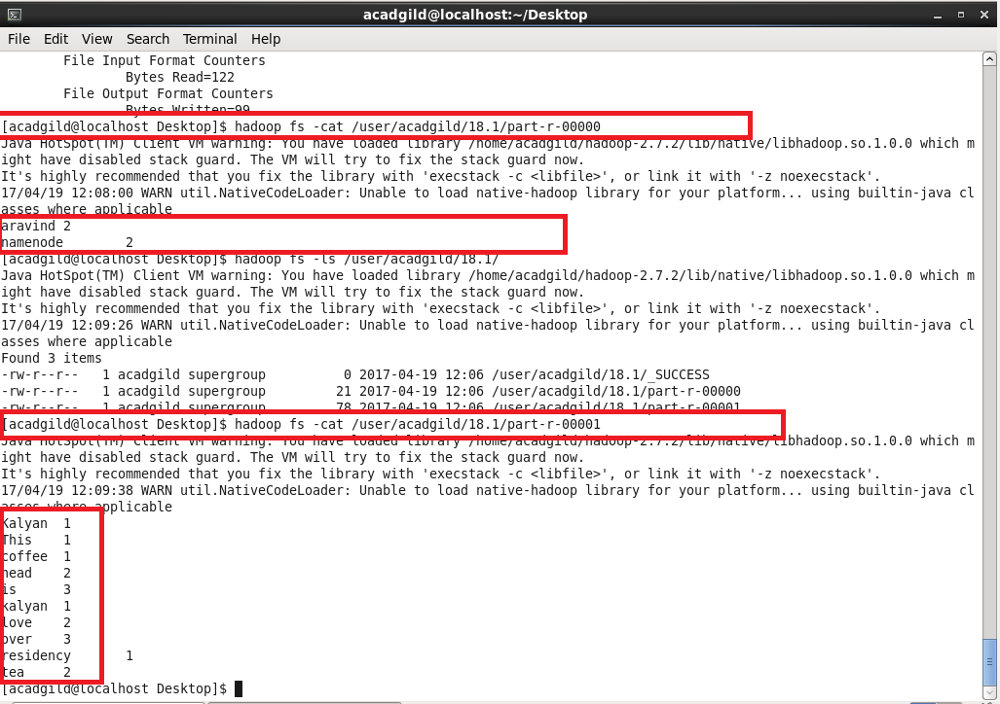 acadgild@localhost:~/Desktop
File Edit View Search Terminal Help
File Input Format Counters
Bytes Read=122
File Output Format Counters
Bytes Written=99
[acadgild@localhost Desktop]$ hadoop fs -cat /user/acadgild/18.1/part-r-00000
Java HotSpot(TM) Client VM warning: You have loaded library /home/acadgild/hadoop-2.7.2/lib/native/libhadoop.so.1.0.0 which m
ight have disabled stack guard. The VM will try to fix the stack guard now.
It's highly recommended that you fix the library with 'execstack -c <libfile>', or link it with '-z noexecstack'.
17/04/19 12:08:00 WARN util.NativeCodeLoader: Unable to load native-hadoop library for your platform... using builtin-java cl
asses where applicable
aravind 2
namenode 2
[acadgild@localhost Desktop]$ hadoop fs -ls /user/acadgild/18.1/
Java HotSpot(TM) Client VM warning: You have loaded library /home/acadgild/hadoop-2.7.2/lib/native/libhadoop.so.1.0.0 which m
ight have disabled stack guard. The VM will try to fix the stack guard now.
It's highly recommended that you fix the library with 'execstack -c <libfile>', or link it with '-z noexecstack'.
17/04/19 12:09:26 WARN util.NativeCodeLoader: Unable to load native-hadoop library for your platform... using builtin-java cl
asses where applicable
Found 3 items
-rw-r--r-- 1 acadgild supergroup 0 2017-04-19 12:06 /user/acadgild/18.1/_SUCCESS
-rw-r--r-- 1 acadgild supergroup 21 2017-04-19 12:06 /user/acadgild/18.1/part-r-00000
-rw-r--r-- 1 acadgild supergroup 78 2017-04-19 12:06 /user/acadgild/18.1/part-r-00001
[acadgild@localhost Desktop]$ hadoop fs -cat /user/acadgild/18.1/part-r-00001
Java HotSpot(TM) Client VM warning: You have loaded library /home/acadgild/hadoop-2.7.2/lib/native/libhadoop.so.1.0.0 which m
ight have disabled stack guard. The VM will try to fix the stack guard now.
It's highly recommended that you fix the library with 'execstack -c <libfile>', or link it with '-z noexecstack'.
17/04/19 12:09:38 WARN util.NativeCodeLoader: Unable to load native-hadoop library for your platform... using builtin-java cl
asses where applicable
Kalyan 1
This 1
coffee 1
head 2
is 3
kalyan 1
love 2
over 3
residency 1
tea 2
[acadgild@localhost Desktop]$